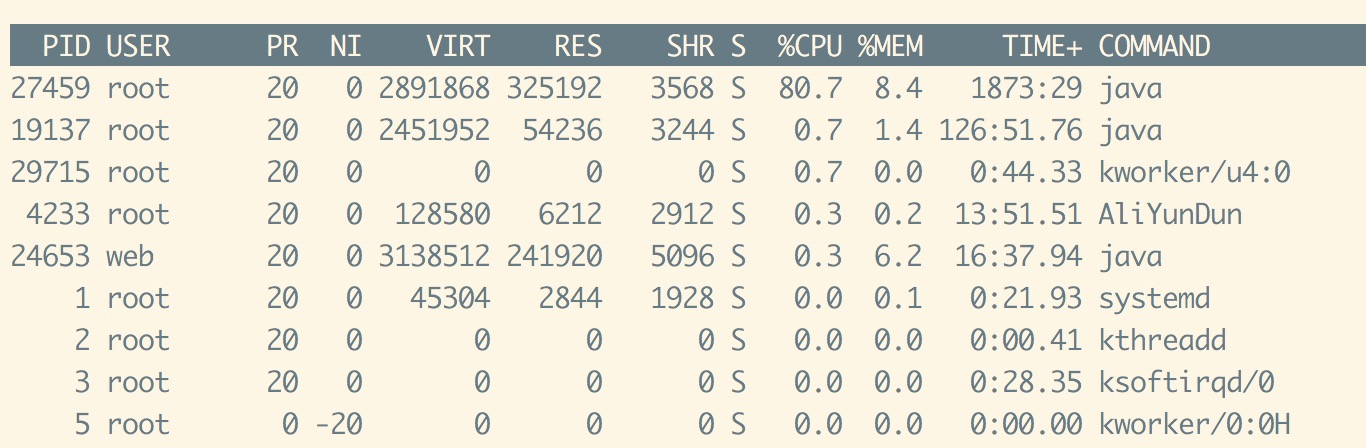 PID USER PR NI VIRT RES SHR S %CPU %MEM TIME+ COMMAND
27459 root 20 0 2891868 325192 3568 S 80.7 8.4 1873:29 java
19137 root 20 0 2451952 54236 3244 S 0.7 1.4 126:51.76 java
29715 root 20 0 0 0 0 S 0.7 0.0 0:44.33 kworker/u4:0
4233 root 20 0 128580 6212 2912 S 0.3 0.2 13:51.51 AliYunDun
24653 web 20 0 3138512 241920 5096 S 0.3 6.2 16:37.94 java
1 root 20 0 45304 2844 1928 S 0.0 0.1 0:21.93 systemd
2 root 20 0 0 0 0 S 0.0 0.0 0:00.41 kthreadd
3 root 20 0 0 0 0 S 0.0 0.0 0:28.35 ksoftirqd/0
5 root 0 -20 0 0 0 S 0.0 0.0 0:00.00 kworker/0:0H